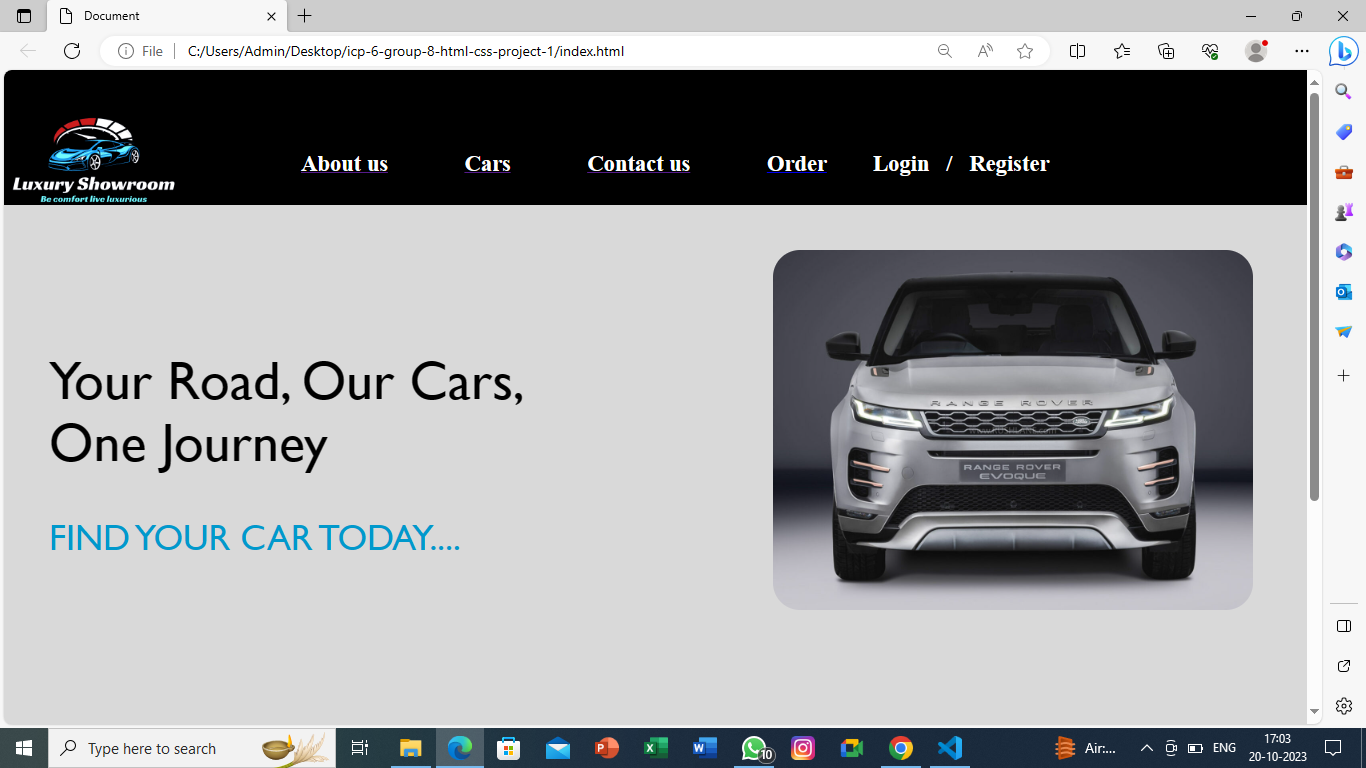 Document
File
C:/Users/Admin/Desktop/icp-6-group-8-html-css-project-1/index.html
Luxury Showroom
Be comfort live luxurious
About us
Cars
Contact us
Order
Login / Register
Your Road, Our Cars,
One Journey
FIND YOUR CAR TODAY....
RANGE ROVER
RANGE ROVER
EVOQUE
Type here to search
10
Air:...
ENG
17:03
20-10-2023